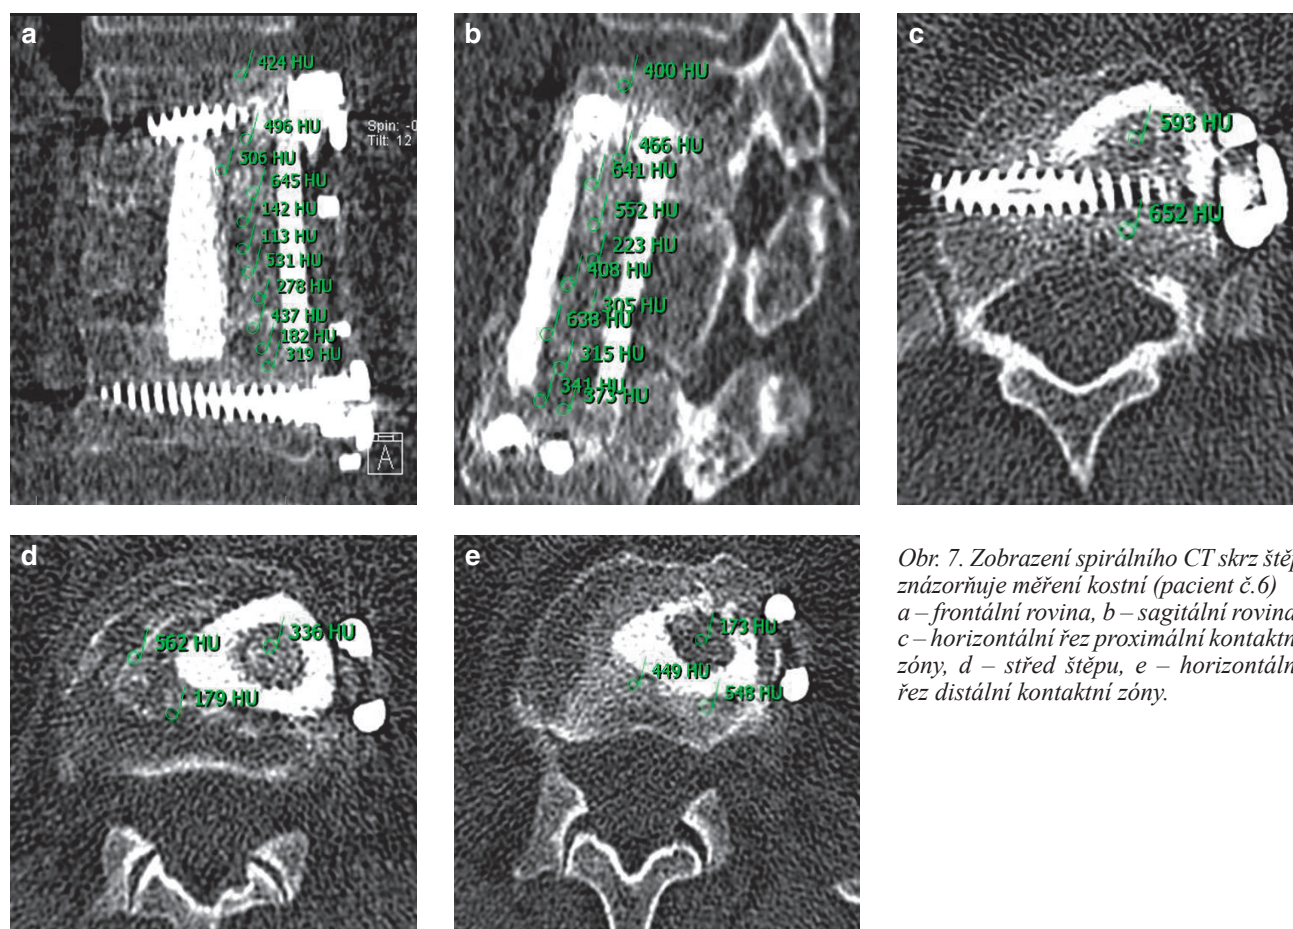 a
424 HU
496 HU
Spin: -0
Tilt: 12
506 HU
645 HU
142 HU
113 HU
531 HU
278 HU
437 HU
182 HU
319 HU
A
b
400 HU
466 HU
641 HU
552 HU
223 HU
408 HU
305 HU
638 HU
315 HU
341 HU
373 HU
c
593 HU
652 HU
d
562 HU
336 HU
179 HU
e
173 HU
449 HU
548 HU
Obr. 7. Zobrazení spirálního CT skrz štěp
znázorňuje měření kostní (pacient č.6)
a – frontální rovina, b – sagitální rovina
c – horizontální řez proximální kontaktn
zóny, d – střed štěpu, e – horizontáln
řez distální kontaktní zóny.